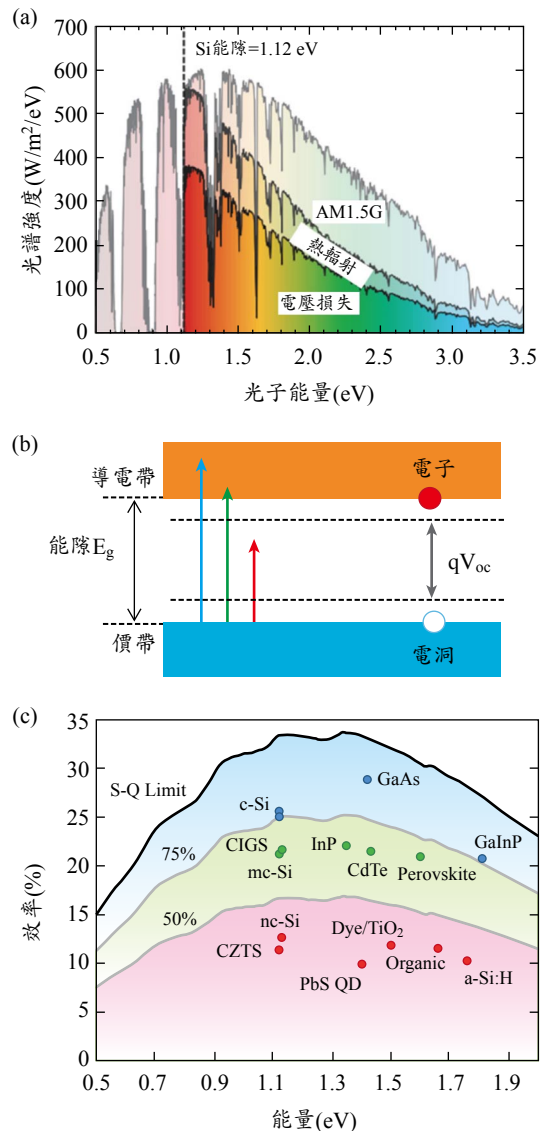 (a)
Si能隙=1.12 eV
700
600
500
400
300
200
100
0
光譜強度(W/m²/eV)
AM1.5G
熱輻射
電壓損失
0.5 1.0 1.5 2.0 2.5 3.0 3.5
光子能量(eV)
(b)
導電帶
電子
能隙Eg
qVoc
價帶
電洞
(c)
35
30
25
20
15
10
5
0
效率(%)
S-Q Limit
GaAs
c-Si
75%
CIGS
InP
GaInP
mc-Si
CdTe
Perovskite
50%
nc-Si
Dye/TiO₂
CZTS
Organic
PbS QD
a-Si:H
0.5 0.7 0.9 1.1 1.3 1.5 1.7 1.9
能量(eV)